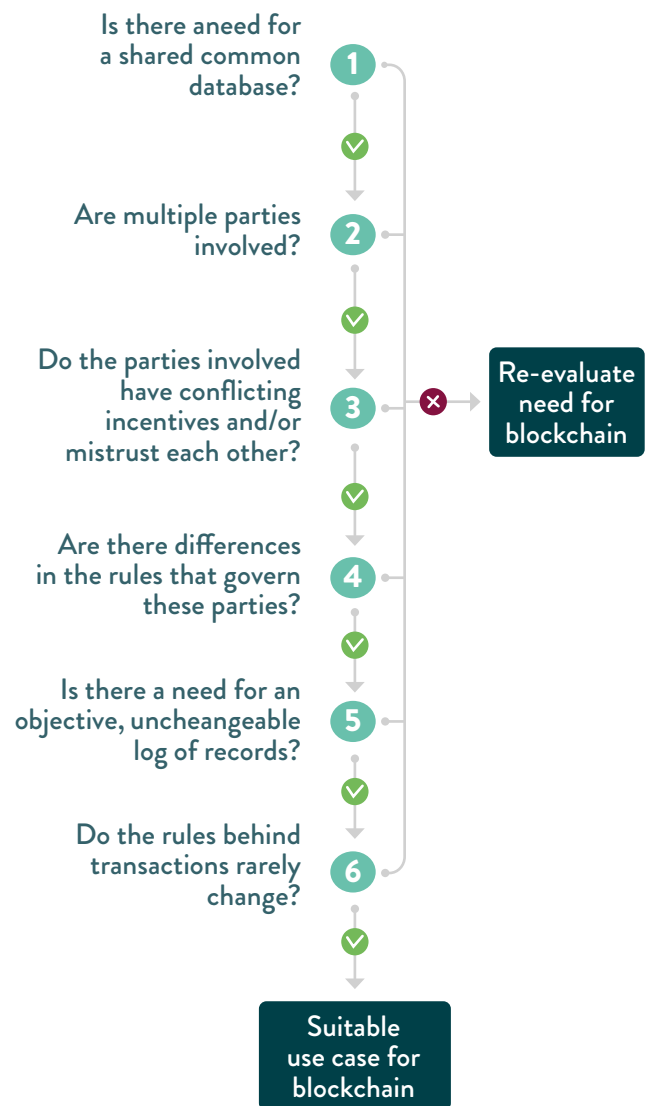 Is there aneed for
a shared common
database?
1
Are multiple parties
involved?
2
Do the parties involved
have conflicting
incentives and/or
mistrust each other?
3
Re-evaluate
need for
blockchain
Are there differences
in the rules that govern
these parties?
4
Is there a need for an
objective, uncheangeable
log of records?
5
Do the rules behind
transactions rarely
change?
6
Suitable
use case for
blockchain